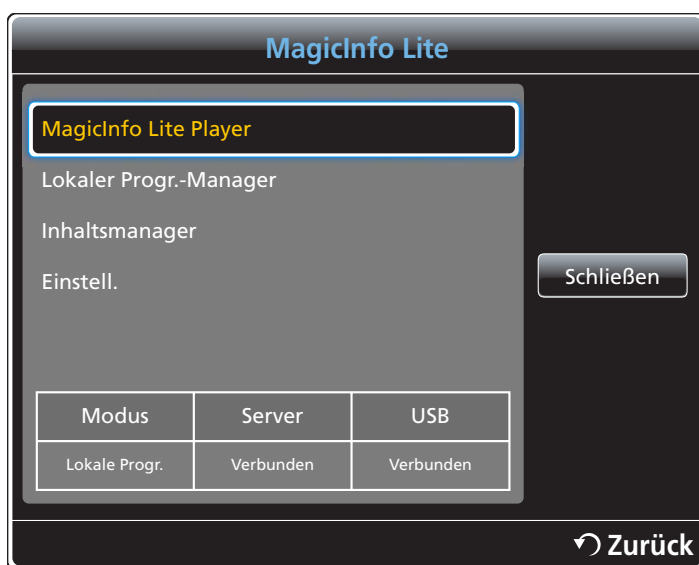 MagicInfo Lite
MagicInfo Lite Player
Lokaler Progr.-Manager
Inhaltsmanager
Einstell.
Schließen
Modus Server USB
Lokale Progr. Verbunden Verbunden
Zurück